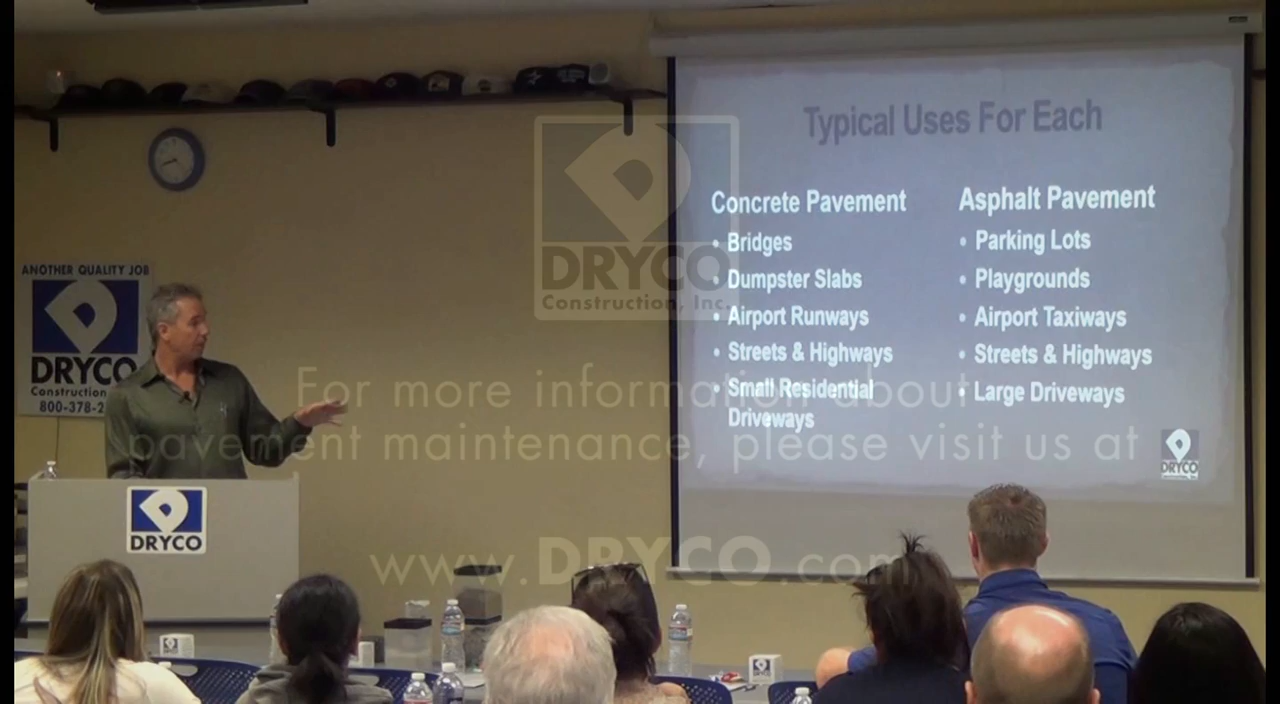 Typical Uses For Each
Concrete Pavement
• Bridges
• Dumpster Slabs
• Airport Runways
• Streets & Highways
• Small Residential
Driveways
Asphalt Pavement
• Parking Lots
• Playgrounds
• Airport Taxiways
• Streets & Highways
• Large Driveways
DRYCO
DRYCO
Construction, Inc.
ANOTHER QUALITY JOB
DRYCO
Construction
800-378-2
DRYCO
For more information about
pavement maintenance, please visit us at
www.DRYCO.com